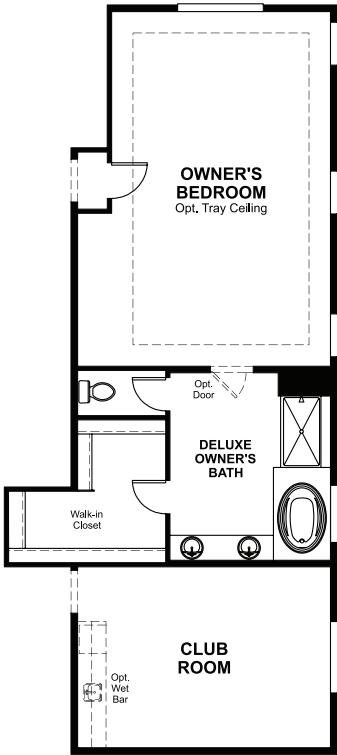 OWNER'S
BEDROOM
Opt. Tray Ceiling
Opt.
Door
DELUXE
OWNER'S
BATH
Walk-in
Closet
CLUB
ROOM
Opt.
Wet
Bar